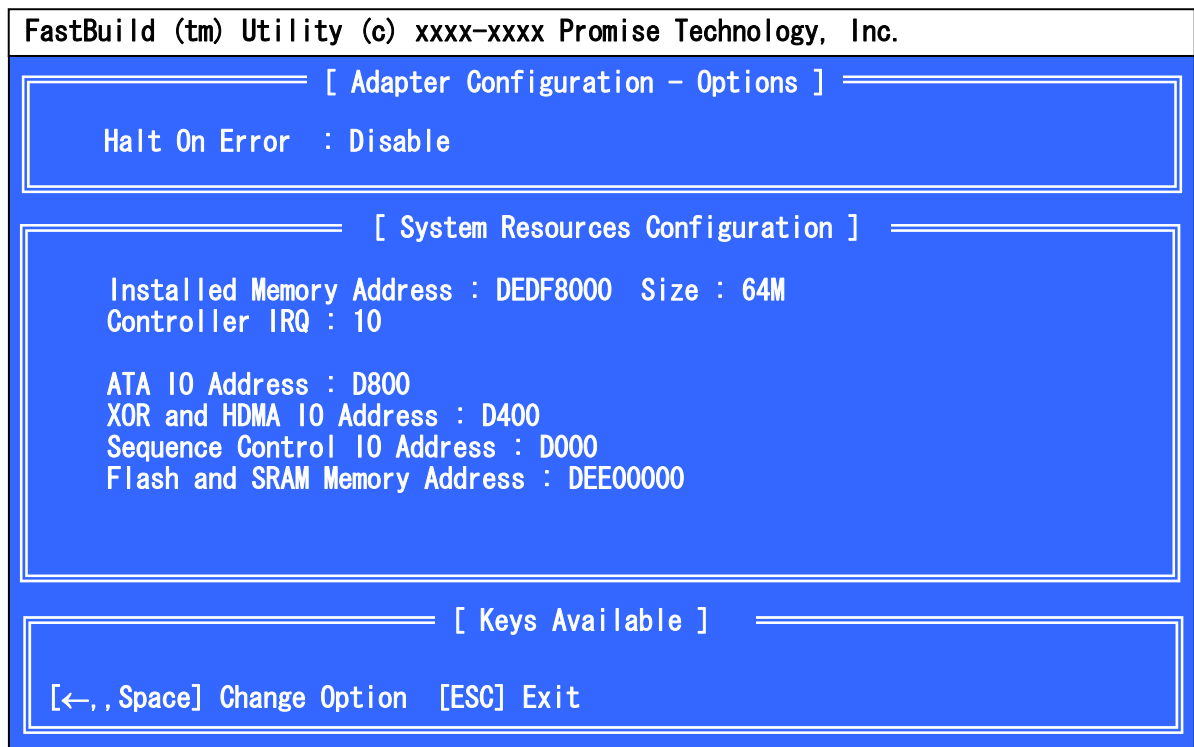 FastBuild (tm) Utility (c) xxxx-xxxx Promise Technology, Inc.
[ Adapter Configuration - Options ]
Halt On Error : Disable
[ System Resources Configuration ]
Installed Memory Address : DEDF8000 Size : 64M
Controller IRQ : 10
ATA IO Address : D800
XOR and HDMA IO Address : D400
Sequence Control IO Address : D000
Flash and SRAM Memory Address : DEE00000
[ Keys Available ]
[←,,Space] Change Option [ESC] Exit